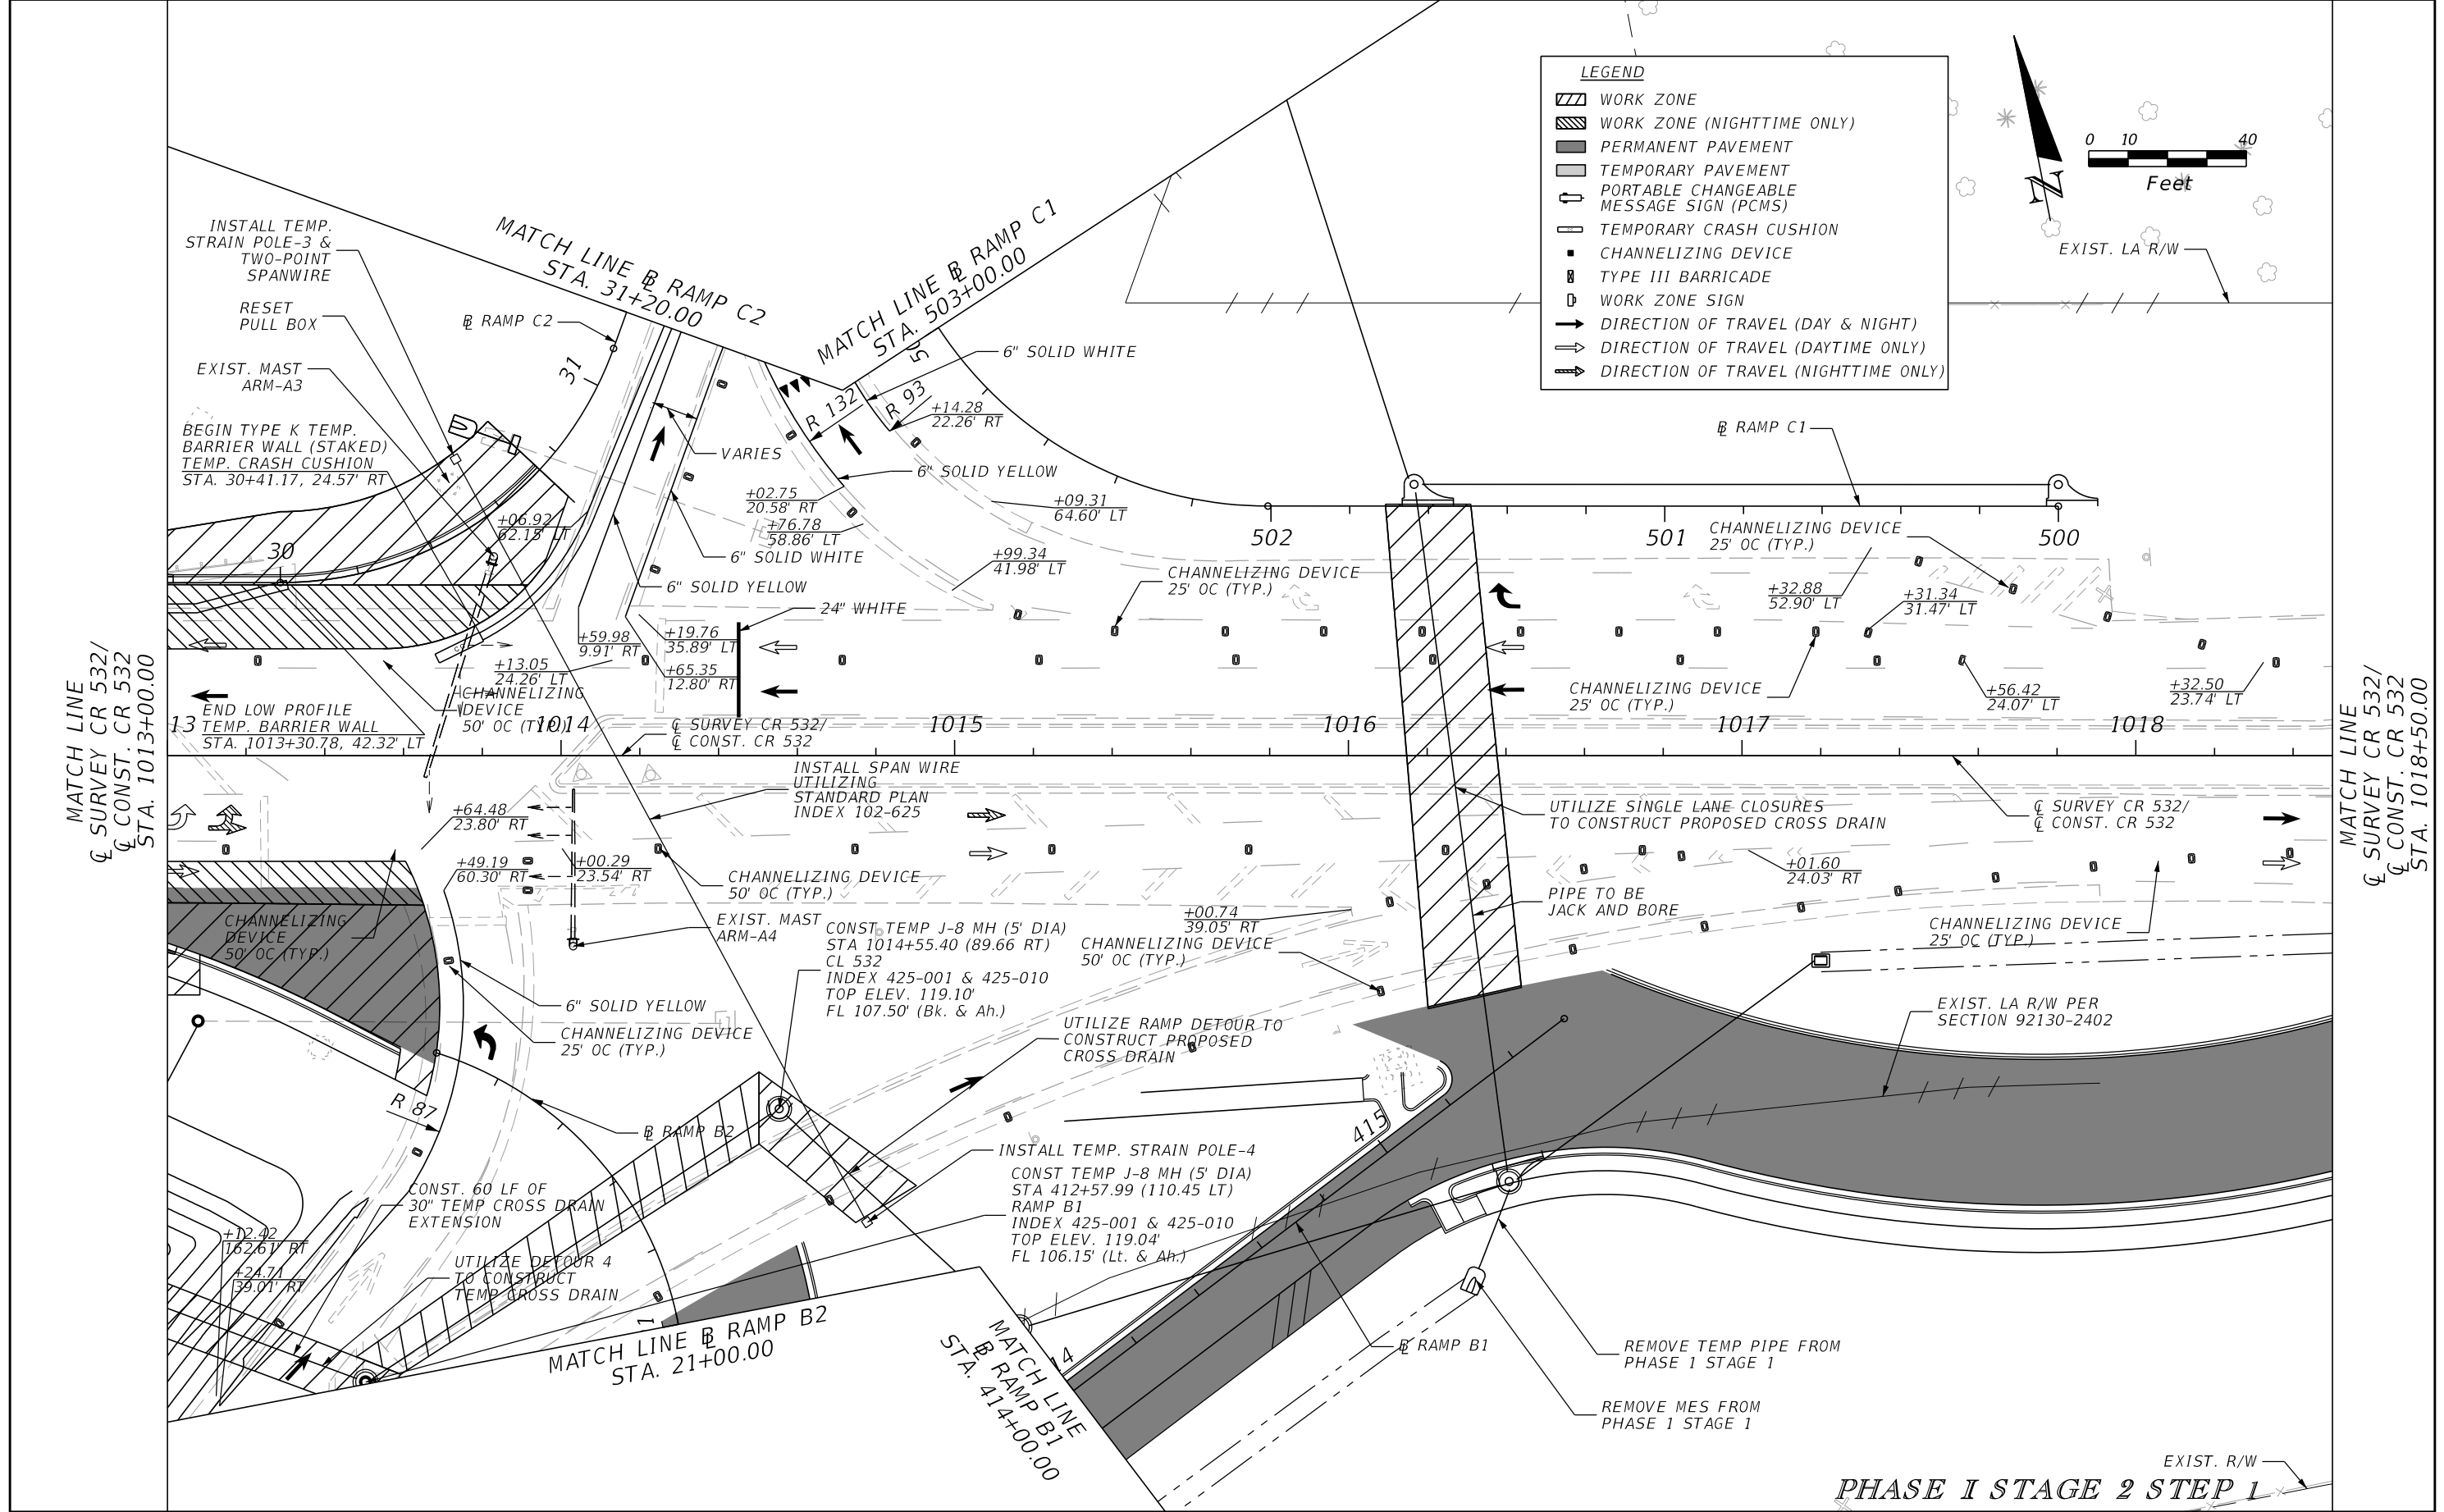 LEGEND
WORK ZONE
WORK ZONE (NIGHTTIME ONLY)
PERMANENT PAVEMENT
TEMPORARY PAVEMENT
PORTABLE CHANGEABLE
MESSAGE SIGN (PCMS)
TEMPORARY CRASH CUSHION
CHANNELIZING DEVICE
TYPE III BARRICADE
WORK ZONE SIGN
DIRECTION OF TRAVEL (DAY & NIGHT)
DIRECTION OF TRAVEL (DAYTIME ONLY)
DIRECTION OF TRAVEL (NIGHTTIME ONLY)
N
0 10 40
Feet
EXIST. LA R/W
INSTALL TEMP.
STRAIN POLE-3 &
TWO-POINT
SPANWIRE
RESET
PULL BOX
EXIST. MAST
ARM-A3
BEGIN TYPE K TEMP.
BARRIER WALL (STAKED)
TEMP. CRASH CUSHION
STA. 30+41.17, 24.57' RT
MATCH LINE ℄ RAMP C2
STA. 31+20.00
MATCH LINE ℄ RAMP C1
STA. 503+00.00
℄ RAMP C2
31
30
R 132
R 93
6" SOLID WHITE
+14.28
22.26' RT
VARIES
6" SOLID YELLOW
+02.75
20.58' RT
+76.78
58.86' LT
+09.31
64.60' LT
+06.92
62.15' LT
6" SOLID WHITE
+99.34
41.98' LT
6" SOLID YELLOW
24" WHITE
CHANNELIZING DEVICE
25' OC (TYP.)
℄ RAMP C1
502
501
500
CHANNELIZING DEVICE
25' OC (TYP.)
+32.88
52.90' LT
+31.34
31.47' LT
+59.98
9.91' RT
+19.76
35.89' LT
+65.35
12.80' RT
+13.05
24.26' LT
CHANNELIZING
DEVICE
50' OC (TYP.)
CHANNELIZING DEVICE
25' OC (TYP.)
+56.42
24.07' LT
+32.50
23.74' LT
END LOW PROFILE
TEMP. BARRIER WALL
STA. 1013+30.78, 42.32' LT
13
1014
1015
1016
1017
1018
℄ SURVEY CR 532/
℄ CONST. CR 532
MATCH LINE
℄ SURVEY CR 532/
℄ CONST. CR 532
STA. 1013+00.00
MATCH LINE
℄ SURVEY CR 532/
℄ CONST. CR 532
STA. 1018+50.00
INSTALL SPAN WIRE
UTILIZING
STANDARD PLAN
INDEX 102-625
UTILIZE SINGLE LANE CLOSURES
TO CONSTRUCT PROPOSED CROSS DRAIN
℄ SURVEY CR 532/
℄ CONST. CR 532
+64.48
23.80' RT
+49.19
60.30' RT
+00.29
23.54' RT
CHANNELIZING DEVICE
50' OC (TYP.)
+01.60
24.03' RT
PIPE TO BE
JACK AND BORE
CHANNELIZING
DEVICE
50' OC (TYP.)
EXIST. MAST
ARM-A4
CONST TEMP J-8 MH (5' DIA)
STA 1014+55.40 (89.66 RT)
CL 532
INDEX 425-001 & 425-010
TOP ELEV. 119.10'
FL 107.50' (Bk. & Ah.)
+00.74
39.05' RT
CHANNELIZING DEVICE
50' OC (TYP.)
CHANNELIZING DEVICE
25' OC (TYP.)
6" SOLID YELLOW
CHANNELIZING DEVICE
25' OC (TYP.)
UTILIZE RAMP DETOUR TO
CONSTRUCT PROPOSED
CROSS DRAIN
EXIST. LA R/W PER
SECTION 92130-2402
R 87
℄ RAMP B2
415
INSTALL TEMP. STRAIN POLE-4
CONST TEMP J-8 MH (5' DIA)
STA 412+57.99 (110.45 LT)
RAMP B1
INDEX 425-001 & 425-010
TOP ELEV. 119.04'
FL 106.15' (Lt. & Ah.)
CONST. 60 LF OF
30" TEMP CROSS DRAIN
EXTENSION
+12.42
162.61' RT
+24.71
39.01' RT
UTILIZE DETOUR 4
TO CONSTRUCT
TEMP CROSS DRAIN
MATCH LINE ℄ RAMP B2
STA. 21+00.00
MATCH LINE
℄ RAMP B1
STA. 414+00.00
℄ RAMP B1
REMOVE TEMP PIPE FROM
PHASE 1 STAGE 1
REMOVE MES FROM
PHASE 1 STAGE 1
EXIST. R/W
PHASE I STAGE 2 STEP 1